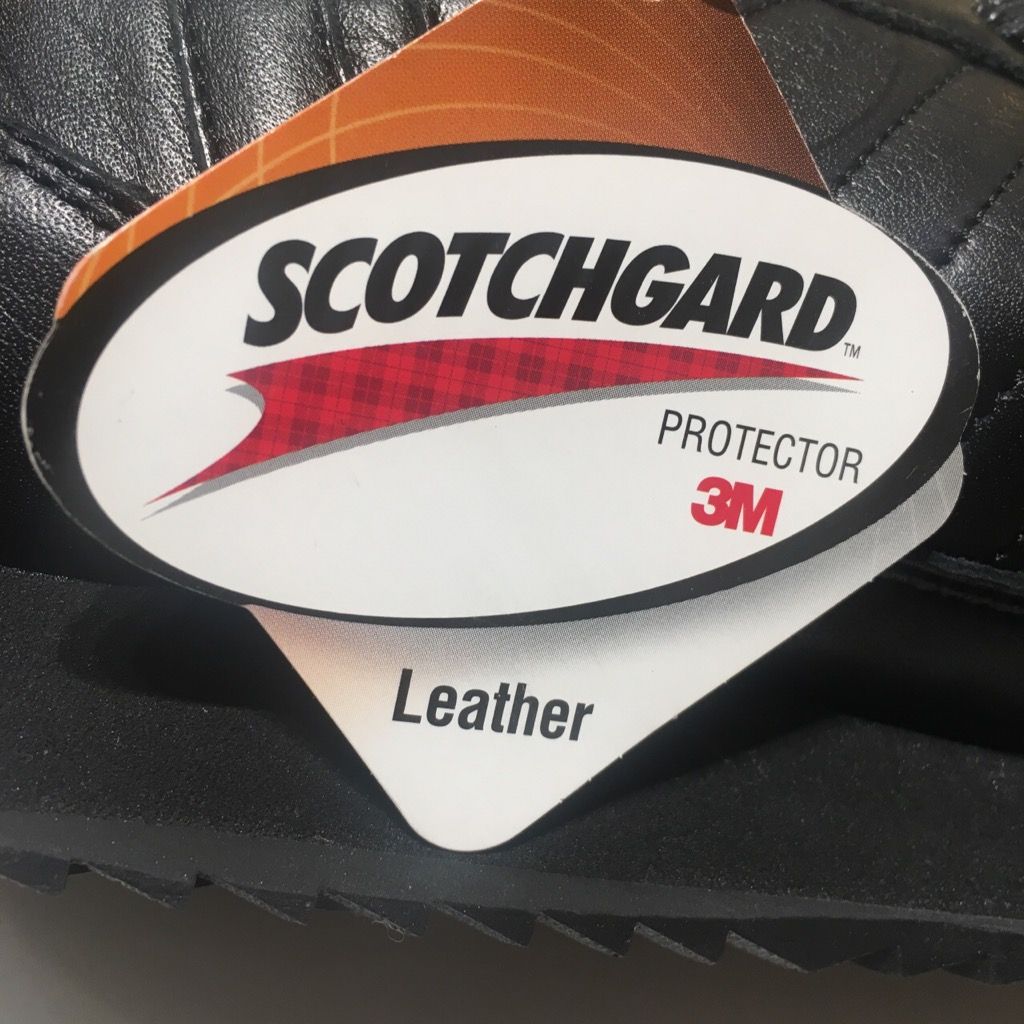 SCOTCHGARD™
PROTECTOR
3M
Leather